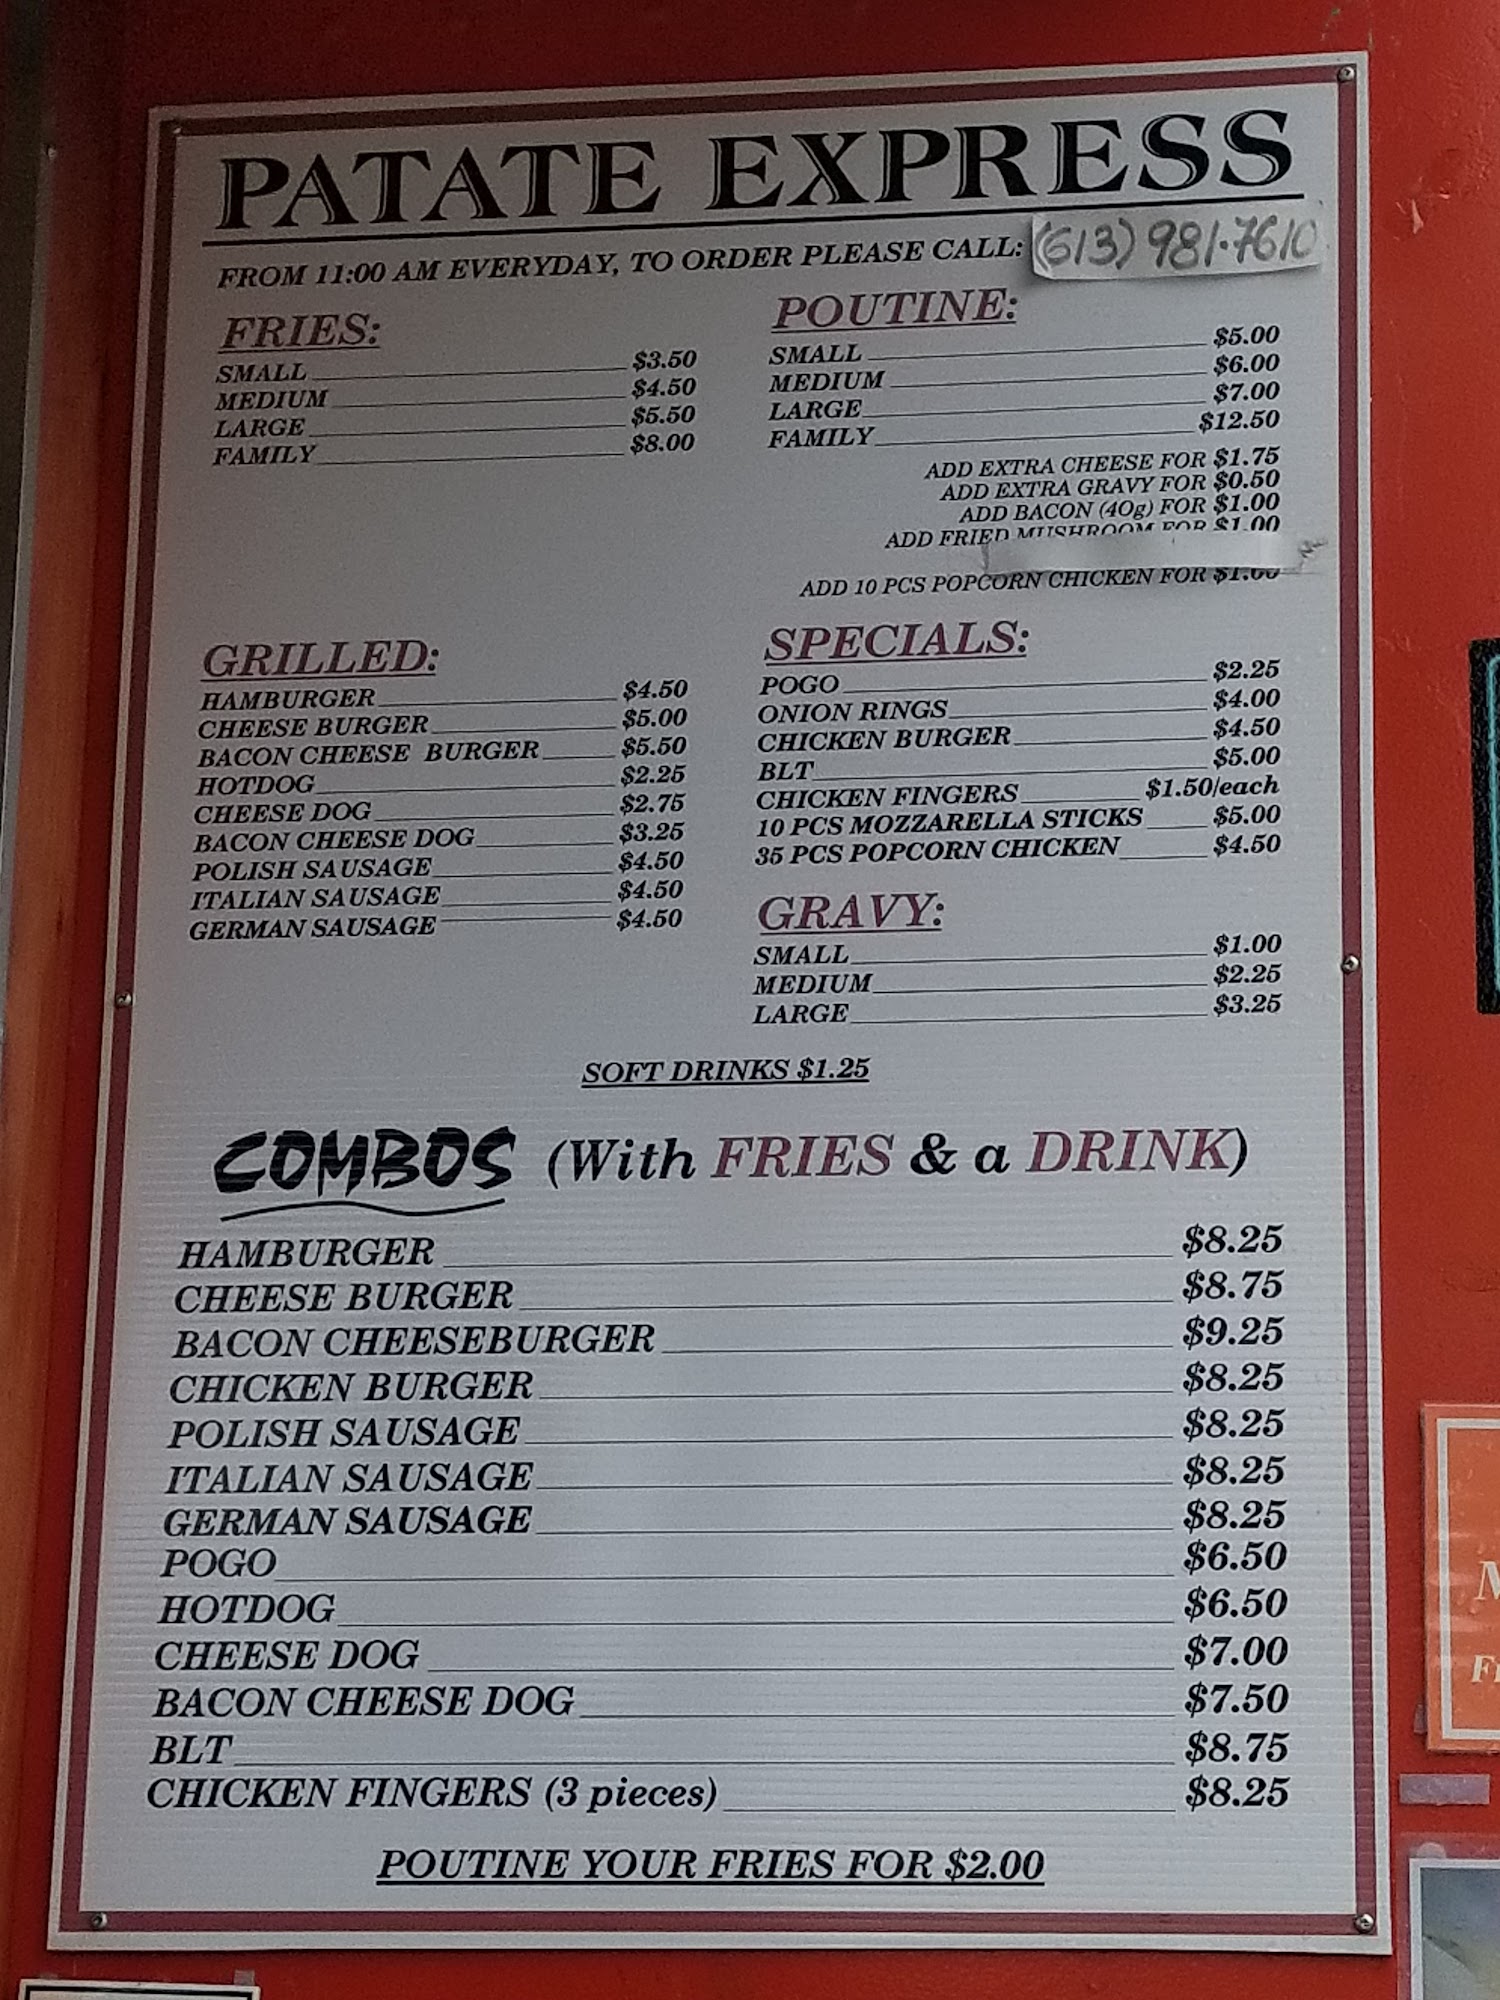 PATATE EXPRESS
FROM 11:00 AM EVERYDAY, TO ORDER PLEASE CALL: (613) 981-7610
FRIES:
SMALL $3.50
MEDIUM $4.50
LARGE $5.50
FAMILY $8.00
POUTINE:
SMALL $5.00
MEDIUM $6.00
LARGE $7.00
FAMILY $12.50
ADD EXTRA CHEESE FOR $1.75
ADD EXTRA GRAVY FOR $0.50
ADD BACON (40g) FOR $1.00
ADD FRIED MUSHROOM FOR $1.00
ADD 10 PCS POPCORN CHICKEN FOR $1.00
GRILLED:
HAMBURGER $4.50
CHEESE BURGER $5.00
BACON CHEESE BURGER $5.50
HOTDOG $2.25
CHEESE DOG $2.75
BACON CHEESE DOG $3.25
POLISH SAUSAGE $4.50
ITALIAN SAUSAGE $4.50
GERMAN SAUSAGE $4.50
SPECIALS:
POGO $2.25
ONION RINGS $4.00
CHICKEN BURGER $4.50
BLT $5.00
CHICKEN FINGERS $1.50/each
10 PCS MOZZARELLA STICKS $5.00
35 PCS POPCORN CHICKEN $4.50
GRAVY:
SMALL $1.00
MEDIUM $2.25
LARGE $3.25
SOFT DRINKS $1.25
COMBOS (With FRIES & a DRINK)
HAMBURGER $8.25
CHEESE BURGER $8.75
BACON CHEESEBURGER $9.25
CHICKEN BURGER $8.25
POLISH SAUSAGE $8.25
ITALIAN SAUSAGE $8.25
GERMAN SAUSAGE $8.25
POGO $6.50
HOTDOG $6.50
CHEESE DOG $7.00
BACON CHEESE DOG $7.50
BLT $8.75
CHICKEN FINGERS (3 pieces) $8.25
POUTINE YOUR FRIES FOR $2.00